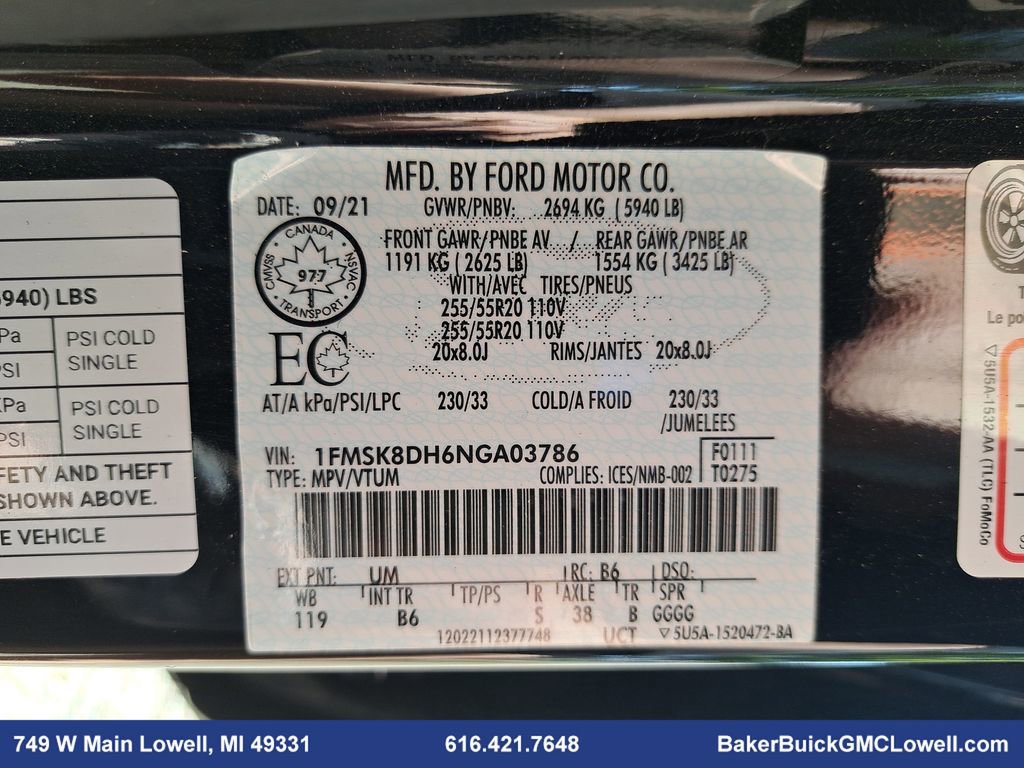 MFD. BY FORD MOTOR CO.
DATE: 09/21 GVWR/PNBV: 2694 KG ( 5940 LB)
FRONT GAWR/PNBE AV / REAR GAWR/PNBE AR
1191 KG ( 2625 LB) 1554 KG ( 3425 LB)
WITH/AVEC TIRES/PNEUS
255/55R20 110V
255/55R20 110V
20x8.0J RIMS/JANTES 20x8.0J
CANADA
CMVSS 977 NSVAC
TRANSPORT
EC
AT/A kPa/PSI/LPC 230/33 COLD/A FROID 230/33
/JUMELEES
VIN: 1FMSK8DH6NGA03786 F0111
TYPE: MPV/VTUM COMPLIES: ICES/NMB-002 T0275
EXT PNT: UM RC: B6 DSO:
WB INT TR TP/PS R AXLE TR SPR
119 B6 S 38 B GGGG
12022112377748 UCT ▽5U5A-1520472-BA
5940) LBS
Pa PSI COLD
PSI SINGLE
kPa PSI COLD
PSI SINGLE
FETY AND THEFT
SHOWN ABOVE.
E VEHICLE
T
Le po
▽5U5A-1532-AA (TLC) FoMoCo
S
749 W Main Lowell, MI 49331 616.421.7648 BakerBuickGMCLowell.com